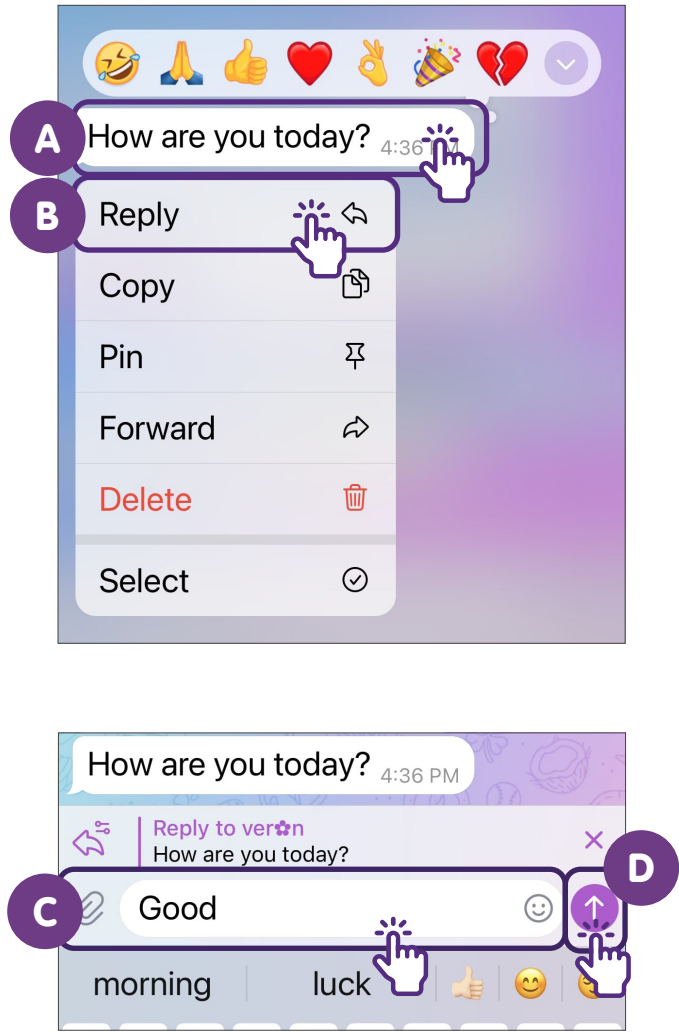 A
How are you today? 4:36 PM
B
Reply
Copy
Pin
Forward
Delete
Select
How are you today? 4:36 PM
Reply to ver✿n
How are you today?
D
C
Good
morning luck